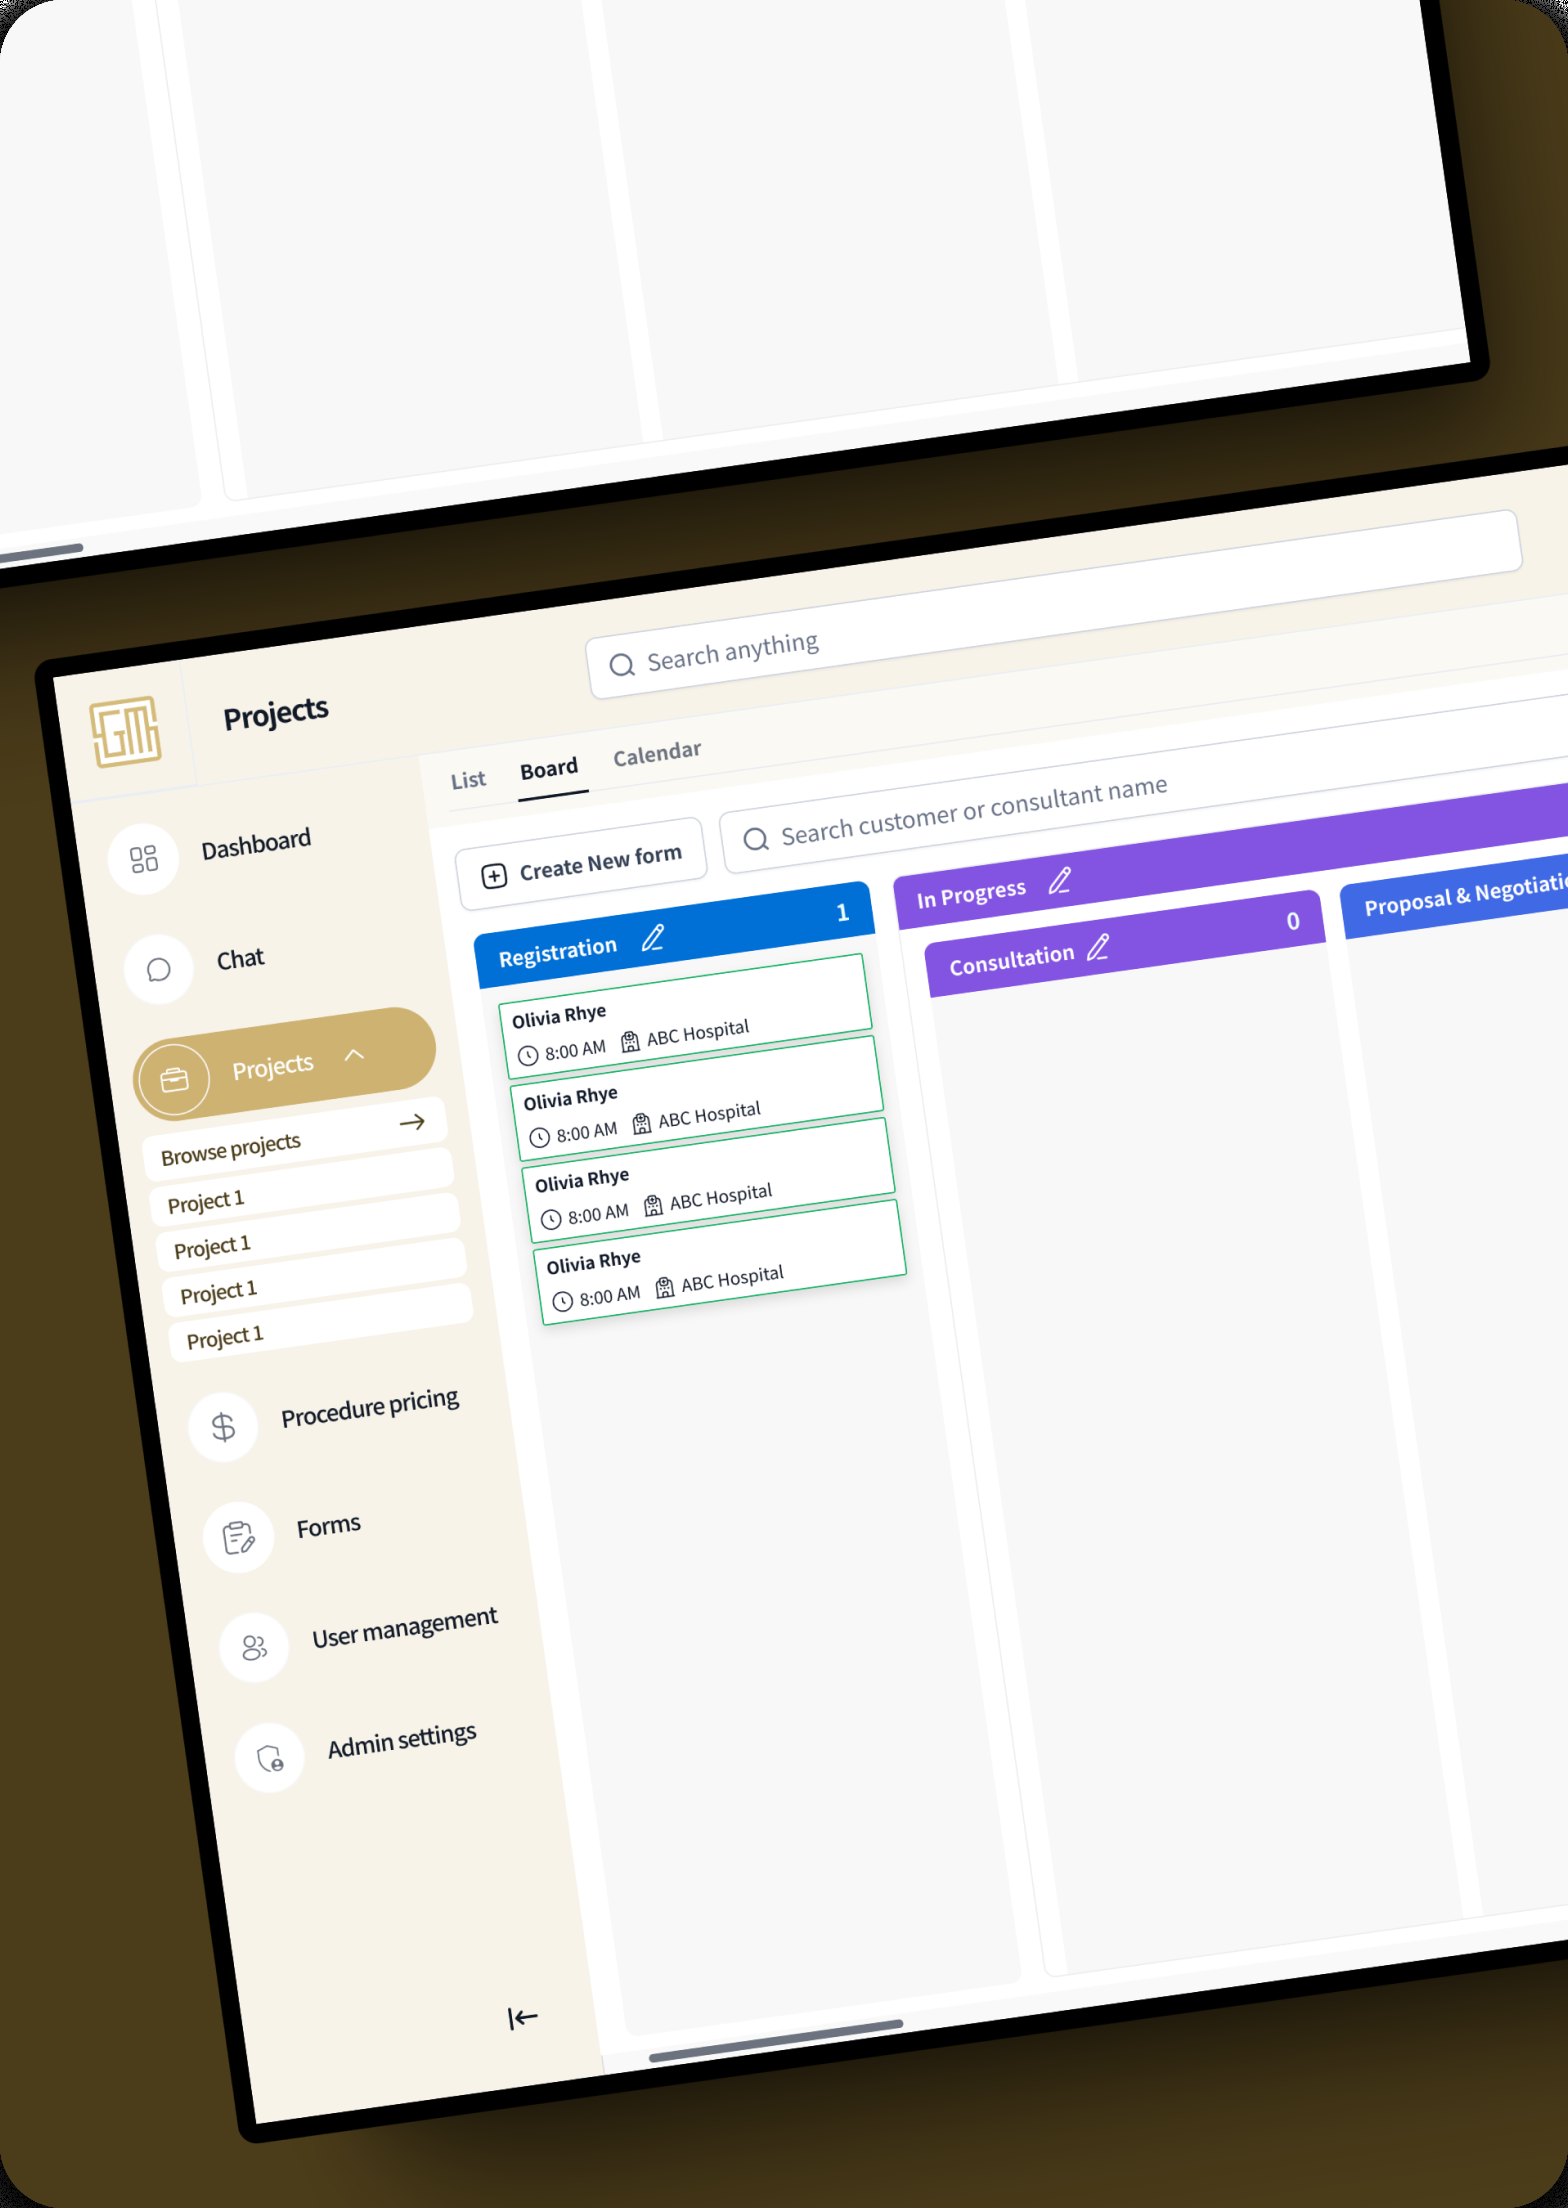 GM
Projects
Search anything
List
Board
Calendar
Create New form
Search customer or consultant name
Dashboard
Chat
Projects
Browse projects
Project 1
Project 1
Project 1
Project 1
Procedure pricing
Forms
User management
Admin settings
Registration
1
Olivia Rhye
8:00 AM ABC Hospital
Olivia Rhye
8:00 AM ABC Hospital
Olivia Rhye
8:00 AM ABC Hospital
Olivia Rhye
8:00 AM ABC Hospital
In Progress
Consultation
0
Proposal & Negotiatio